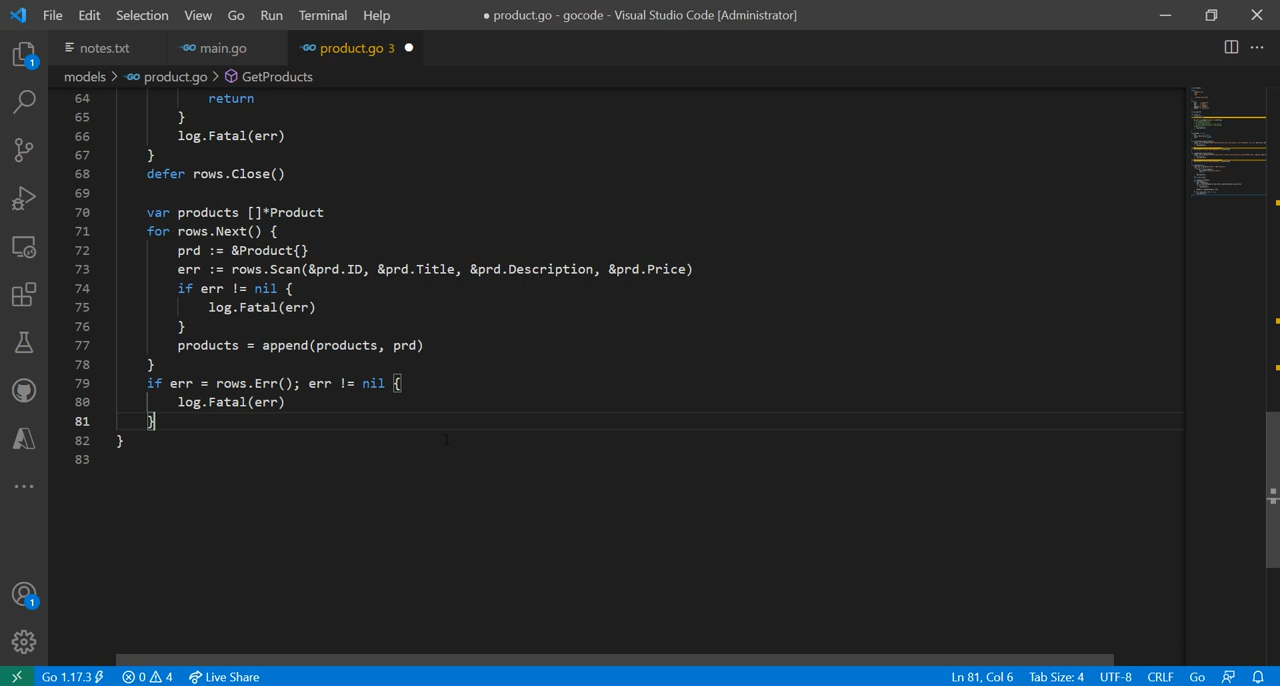 File Edit Selection View Go Run Terminal Help ● product.go - gocode - Visual Studio Code [Administrator]
notes.txt main.go product.go 3
models > product.go > GetProducts
64 return
65 }
66 log.Fatal(err)
67 }
68 defer rows.Close()
69
70 var products []*Product
71 for rows.Next() {
72 prd := &Product{}
73 err := rows.Scan(&prd.ID, &prd.Title, &prd.Description, &prd.Price)
74 if err != nil {
75 log.Fatal(err)
76 }
77 products = append(products, prd)
78 }
79 if err = rows.Err(); err != nil {
80 log.Fatal(err)
81 }
82 }
83
1
1
Go 1.17.3 0 4 Live Share Ln 81, Col 6 Tab Size: 4 UTF-8 CRLF Go